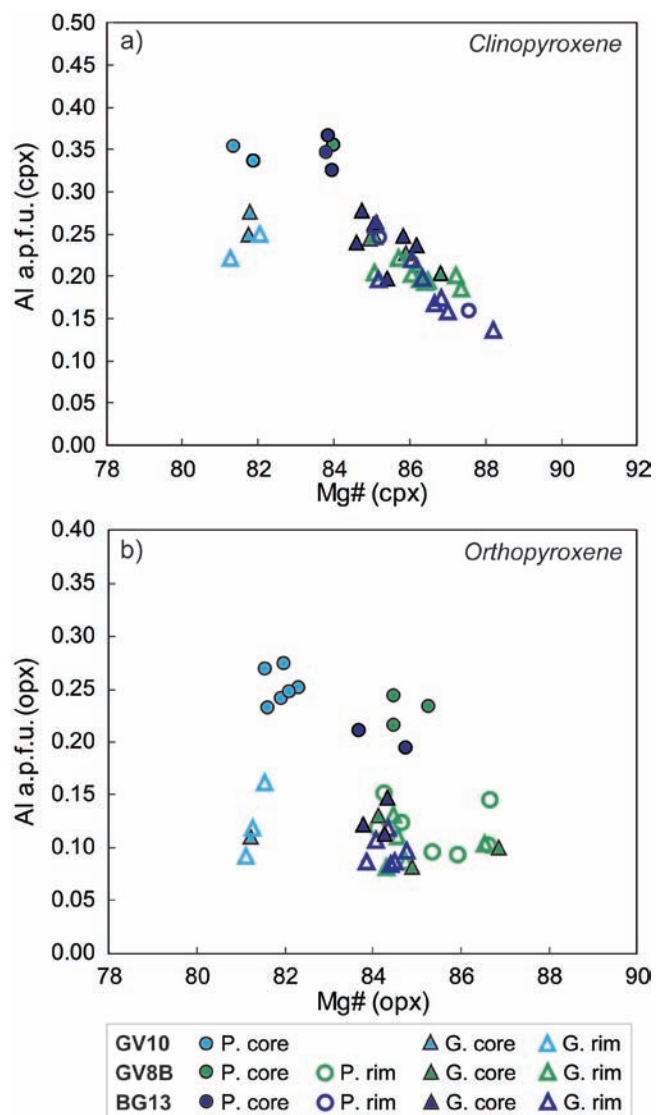 a) Clinopyroxene
Al a.p.f.u. (cpx)
0.50
0.45
0.40
0.35
0.30
0.25
0.20
0.15
0.10
0.05
0.00
78 80 82 84 86 88 90 92
Mg# (cpx)
b) Orthopyroxene
Al a.p.f.u. (opx)
0.40
0.35
0.30
0.25
0.20
0.15
0.10
0.05
0.00
78 80 82 84 86 88 90
Mg# (opx)
GV10 P. core G. core G. rim
GV8B P. core P. rim G. core G. rim
BG13 P. core P. rim G. core G. rim